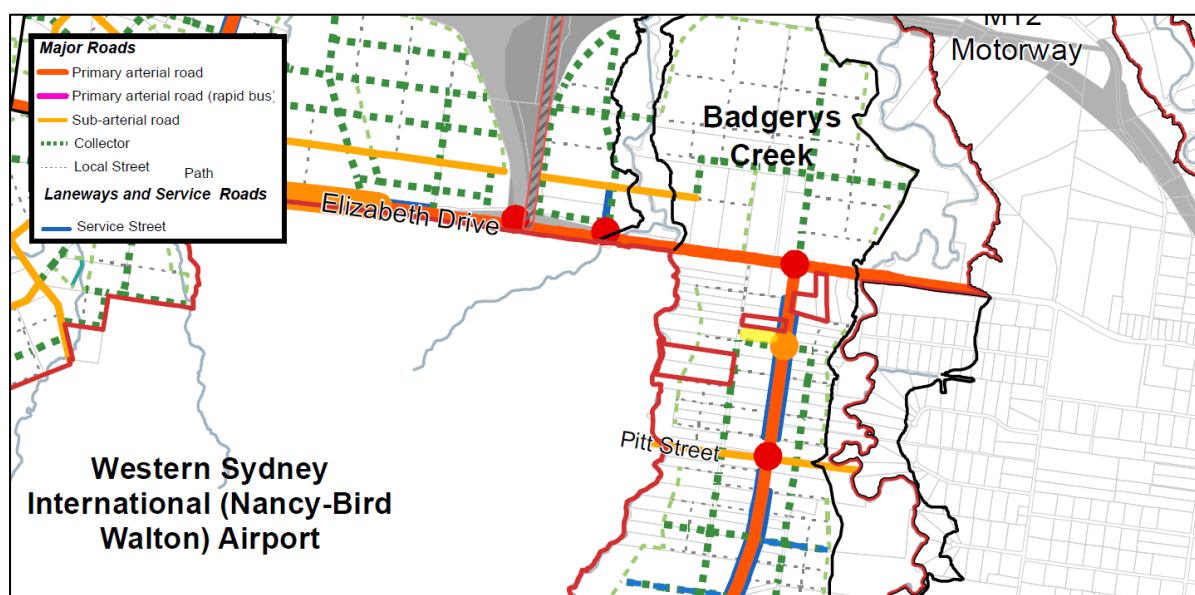 Major Roads
Primary arterial road
Primary arterial road (rapid bus)
Sub-arterial road
Collector
Local Street
Path
Laneways and Service Roads
Service Street
M12
Motorway
Badgerys
Creek
Elizabeth Drive
Pitt Street
Western Sydney
International (Nancy-Bird
Walton) Airport